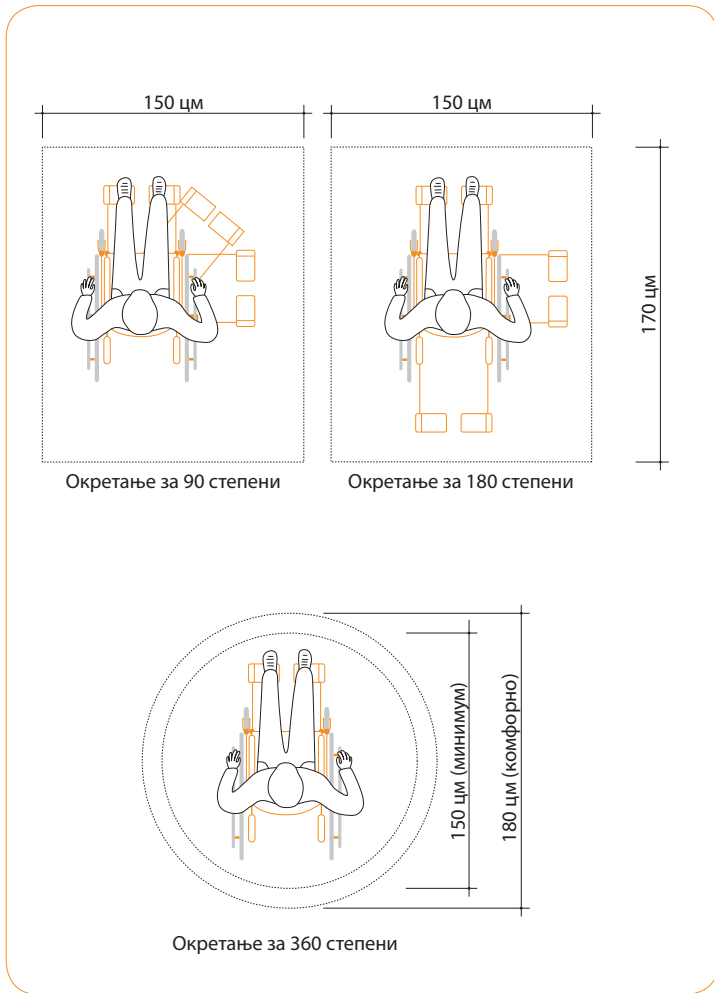 150 цм
150 цм
170 цм
Окретање за 90 степени
Окретање за 180 степени
150 цм (минимум)
180 цм (комфорно)
Окретање за 360 степени